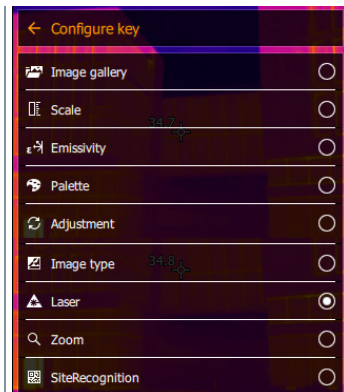 Configure key
Image gallery
Scale
34.7
Emissivity
Palette
Adjustment
Image type
34.8
Laser
Zoom
SiteRecognition